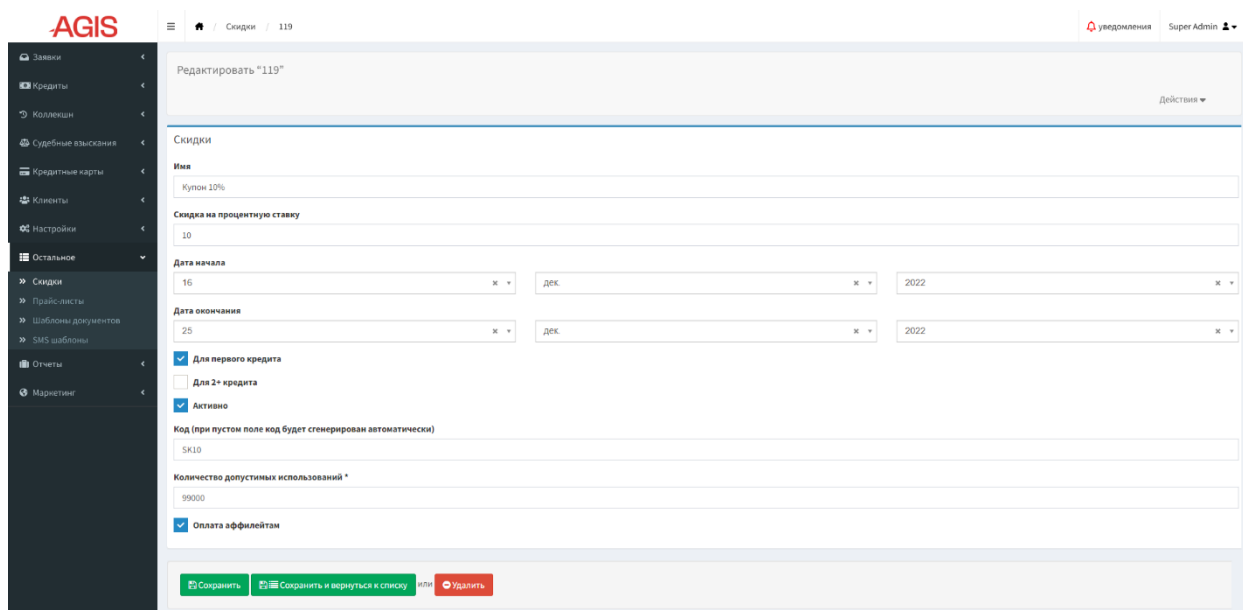 AGIS
/ Скидки / 119
уведомления Super Admin
Заявки
Кредиты
Коллекшн
Судебные взыскания
Кредитные карты
Клиенты
Настройки
Остальное
Скидки
Прайс-листы
Шаблоны документов
SMS шаблоны
Отчеты
Маркетинг
Редактировать “119”
Действия
Скидки
Имя
Купон 10%
Скидка на процентную ставку
10
Дата начала
16 дек. 2022
Дата окончания
25 дек. 2022
Для первого кредита
Для 2+ кредита
Активно
Код (при пустом поле код будет сгенерирован автоматически)
SK10
Количество допустимых использований *
99000
Оплата аффилейтам
Сохранить Сохранить и вернуться к списку или Удалить